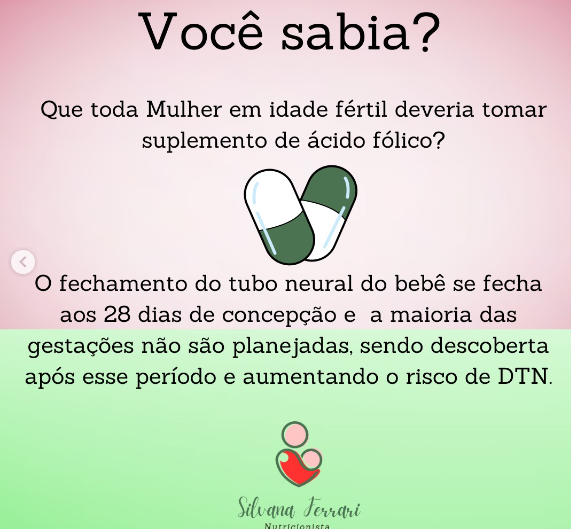 Você sabia?
Que toda Mulher em idade fértil deveria tomar
suplemento de ácido fólico?
O fechamento do tubo neural do bebê se fecha
aos 28 dias de concepção e a maioria das
gestações não são planejadas, sendo descoberta
após esse período e aumentando o risco de DTN.
Silvana Ferrari
Nutricionista